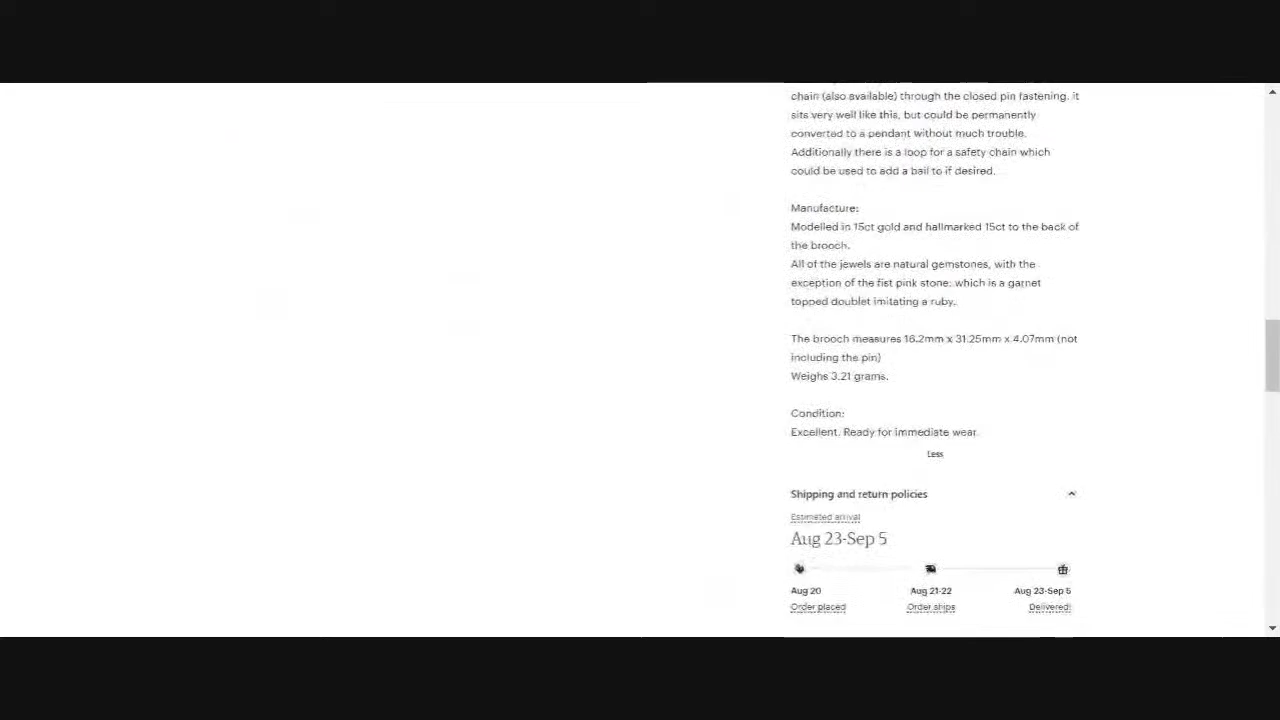 chain (also available) through the closed pin fastening. it
sits very well like this, but could be permanently
converted to a pendant without much trouble.
Additionally there is a loop for a safety chain which
could be used to add a bail to if desired.
Manufacture:
Modelled in 15ct gold and hallmarked 15ct to the back of
the brooch.
All of the jewels are natural gemstones, with the
exception of the fist pink stone. which is a garnet
topped doublet imitating a ruby.
The brooch measures 16.2mm x 31.25mm x 4.07mm (not
including the pin)
Weighs 3.21 grams.
Condition:
Excellent. Ready for immediate wear.
Less
Shipping and return policies
Estimated arrival
Aug 23-Sep 5
Aug 20 Aug 21-22 Aug 23-Sep 5
Order placed Order ships Delivered!